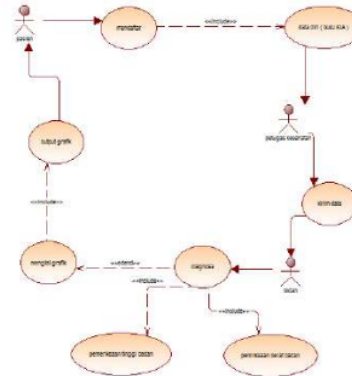 pasien
mendaftar
<<include>>
data diri ( buku KIA )
petugas kesehatan
output grafik
kirim data
<<include>>
mengisi grafik
<<extend>>
diagnosa
bidan
<<include>>
<<include>>
pemeriksaan tinggi badan
pemeriksaan berat badan